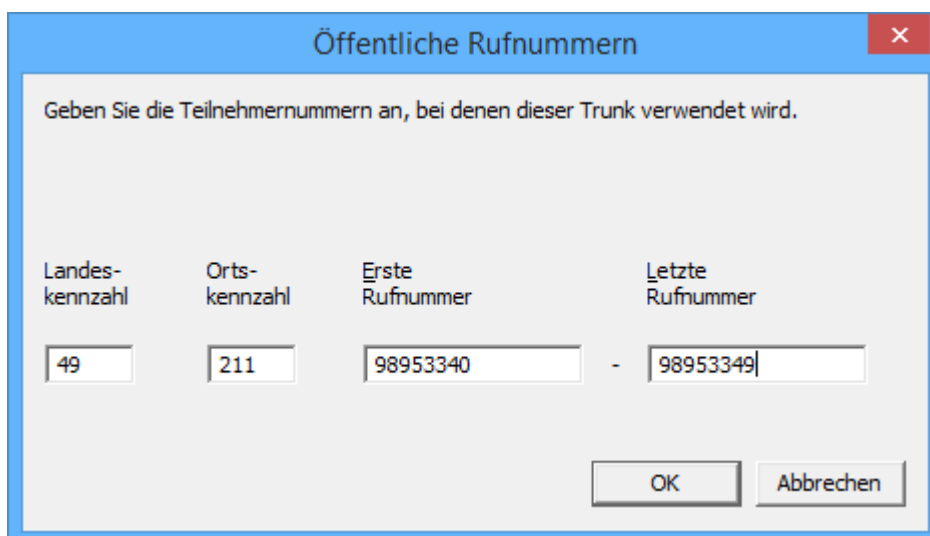 Öffentliche Rufnummern
Geben Sie die Teilnehmernummern an, bei denen dieser Trunk verwendet wird.
Landes-
kennzahl
Orts-
kennzahl
Erste
Rufnummer
Letzte
Rufnummer
49 211 98953340 - 98953349
OK Abbrechen